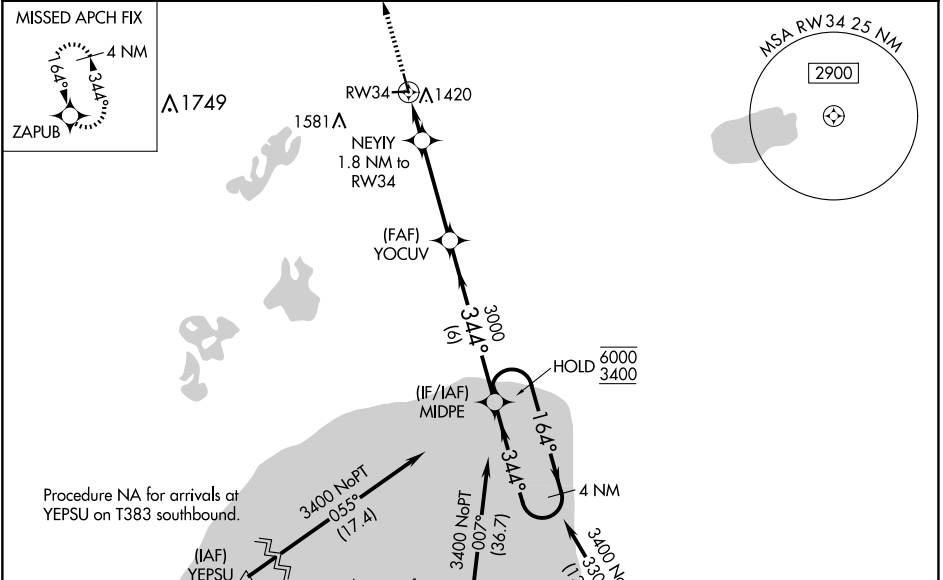 MISSED APCH FIX
4 NM
164°
344°
ZAPUB
1749
MSA RW34 25 NM
2900
RW34
1420
1581
NEYIY
1.8 NM to
RW34
(FAF)
YOCUV
3000
344°
(6)
HOLD 6000
3400
(IF/IAF)
MIDPE
164°
344°
4 NM
Procedure NA for arrivals at
YEPSU on T383 southbound.
3400 NoPT
055°
(17.4)
3400 NoPT
007°
(36.7)
3400 NoPT
330
(IAF)
YEPSU